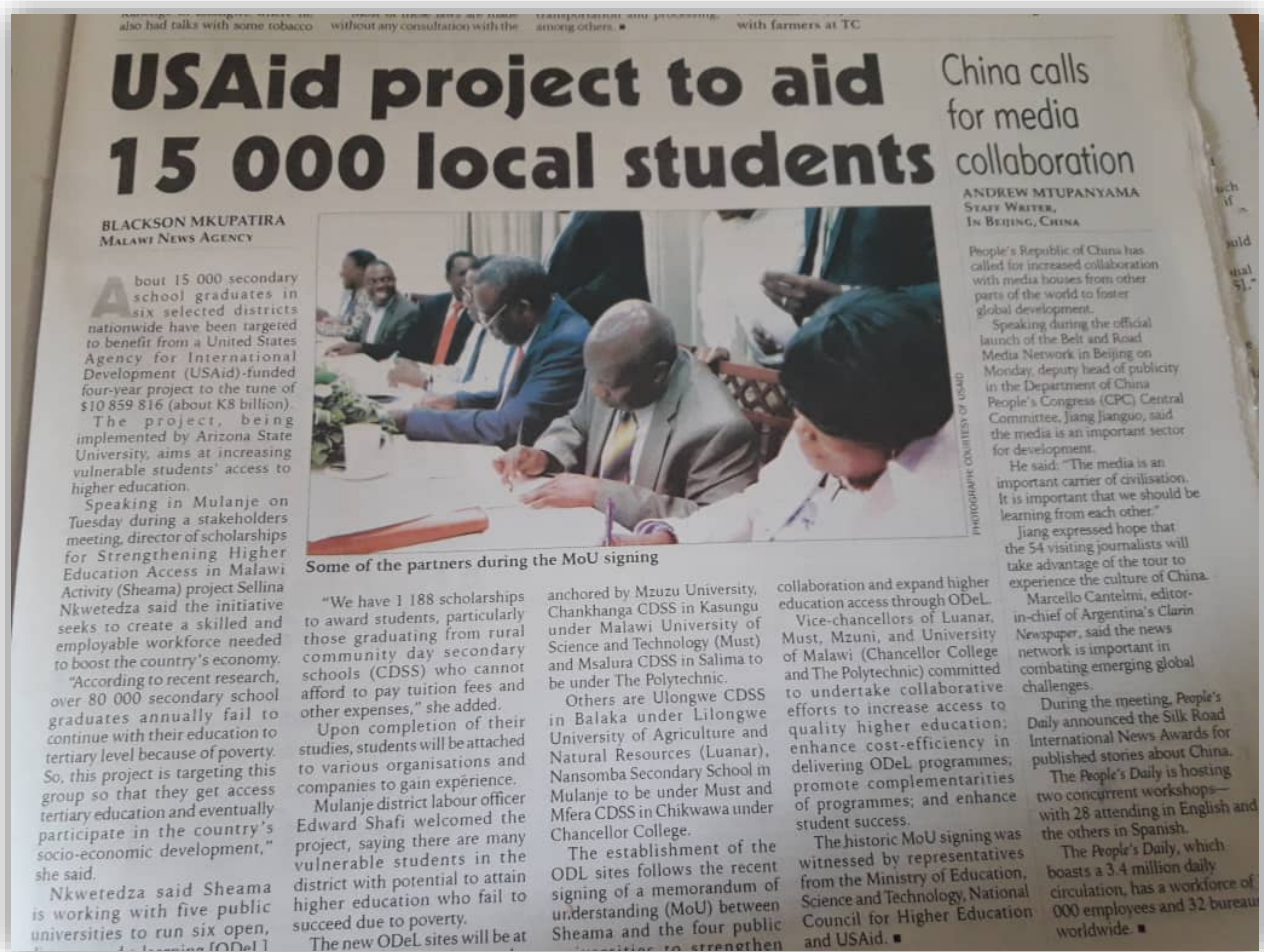 also had talks with some tobacco
without any consultation with the
among others. ■
with farmers at TC
USAid project to aid
15 000 local students
BLACKSON MKUPATIRA
MALAWI NEWS AGENCY
About 15 000 secondary
school graduates in
six selected districts
nationwide have been targeted
to benefit from a United States
Agency for International
Development (USAid)-funded
four-year project to the tune of
$10 859 816 (about K8 billion).
The project, being
implemented by Arizona State
University, aims at increasing
vulnerable students' access to
higher education.
Speaking in Mulanje on
Tuesday during a stakeholders
meeting, director of scholarships
for Strengthening Higher
Education Access in Malawi
Activity (Sheama) project Sellina
Nkwetedza said the initiative
seeks to create a skilled and
employable workforce needed
to boost the country's economy.
"According to recent research,
over 80 000 secondary school
graduates annually fail to
continue with their education to
tertiary level because of poverty.
So, this project is targeting this
group so that they get access
tertiary education and eventually
participate in the country's
socio-economic development,"
she said.
Nkwetedza said Sheama
is working with five public
universities to run six open,
PHOTOGRAPH: COURTESY OF USAID
Some of the partners during the MoU signing
"We have 1 188 scholarships
to award students, particularly
those graduating from rural
community day secondary
schools (CDSS) who cannot
afford to pay tuition fees and
other expenses," she added.
Upon completion of their
studies, students will be attached
to various organisations and
companies to gain experience.
Mulanje district labour officer
Edward Shafi welcomed the
project, saying there are many
vulnerable students in the
district with potential to attain
higher education who fail to
succeed due to poverty.
The new ODeL sites will be at
anchored by Mzuzu University,
Chankhanga CDSS in Kasungu
under Malawi University of
Science and Technology (Must)
and Msalura CDSS in Salima to
be under The Polytechnic.
Others are Ulongwe CDSS
in Balaka under Lilongwe
University of Agriculture and
Natural Resources (Luanar),
Nansomba Secondary School in
Mulanje to be under Must and
Mfera CDSS in Chikwawa under
Chancellor College.
The establishment of the
ODL sites follows the recent
signing of a memorandum of
understanding (MoU) between
Sheama and the four public
to strengthen
collaboration and expand higher
education access through ODeL.
Vice-chancellors of Luanar,
Must, Mzuni, and University
of Malawi (Chancellor College
and The Polytechnic) committed
to undertake collaborative
efforts to increase access to
quality higher education;
enhance cost-efficiency in
delivering ODeL programmes;
promote complementarities
of programmes; and enhance
student success.
The historic MoU signing was
witnessed by representatives
from the Ministry of Education,
Science and Technology, National
Council for Higher Education
and USAid. ■
China calls
for media
collaboration
ANDREW MTUPANYAMA
STAFF WRITER,
IN BEIJING, CHINA
People's Republic of China has
called for increased collaboration
with media houses from other
parts of the world to foster
global development.
Speaking during the official
launch of the Belt and Road
Media Network in Beijing on
Monday, deputy head of publicity
in the Department of China
People's Congress (CPC) Central
Committee, Jiang Jianguo, said
the media is an important sector
for development.
He said: "The media is an
important carrier of civilisation.
It is important that we should be
learning from each other."
Jiang expressed hope that
the 54 visiting journalists will
take advantage of the tour to
experience the culture of China.
Marcello Cantelmi, editor-
in-chief of Argentina's Clarin
Newspaper, said the news
network is important in
combating emerging global
challenges.
During the meeting, People's
Daily announced the Silk Road
International News Awards for
published stories about China.
The People's Daily is hosting
two concurrent workshops—
with 28 attending in English and
the others in Spanish.
The People's Daily, which
boasts a 3.4 million daily
circulation, has a workforce of
000 employees and 32 bureaus
worldwide. ■